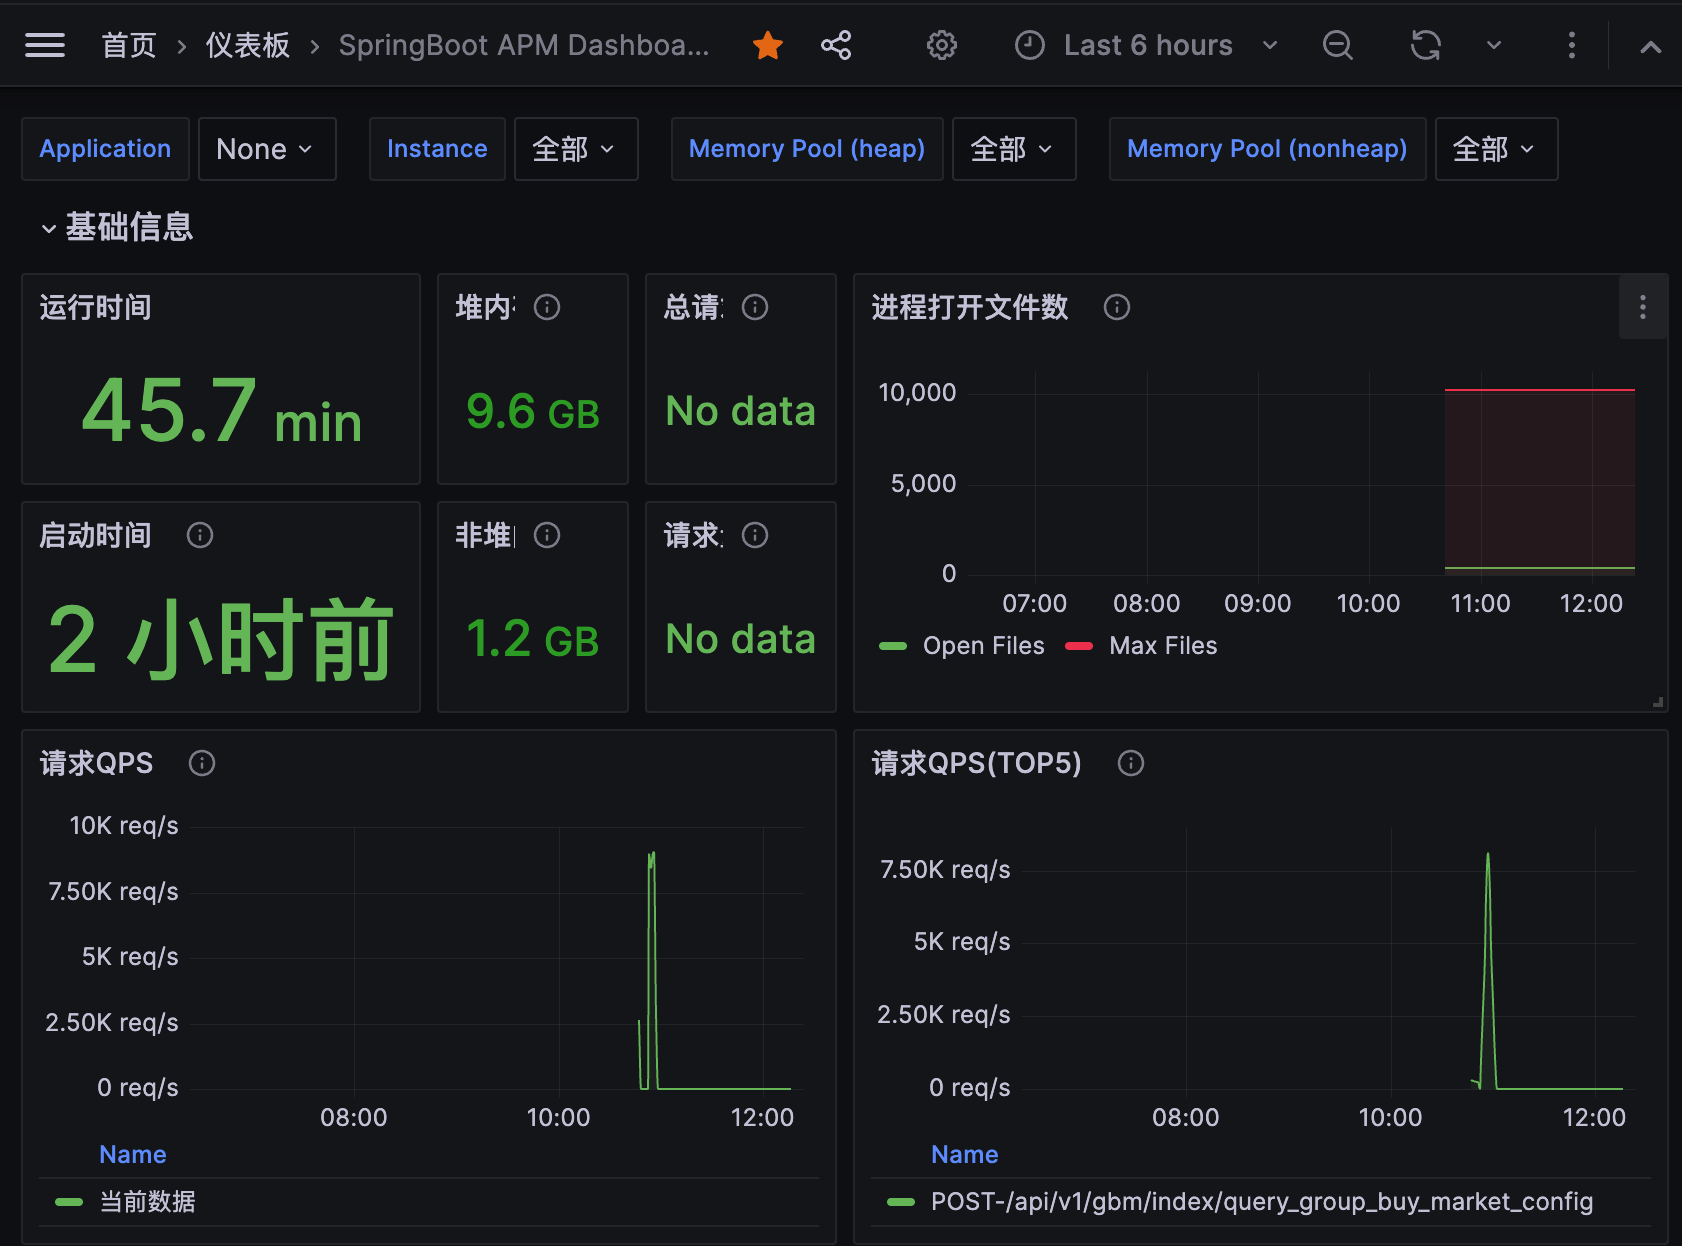 首页 › 仪表板 › SpringBoot APM Dashboa... Last 6 hours
Application None Instance 全部 Memory Pool (heap) 全部 Memory Pool (nonheap) 全部
基础信息
运行时间
45.7 min
堆内
9.6 GB
总请
No data
进程打开文件数
10,000
5,000
0
07:00 08:00 09:00 10:00 11:00 12:00
Open Files Max Files
启动时间
2 小时前
非堆
1.2 GB
请求
No data
请求QPS
10K req/s
7.50K req/s
5K req/s
2.50K req/s
0 req/s
08:00 10:00 12:00
Name
当前数据
请求QPS(TOP5)
7.50K req/s
5K req/s
2.50K req/s
0 req/s
08:00 10:00 12:00
Name
POST-/api/v1/gbm/index/query_group_buy_market_config